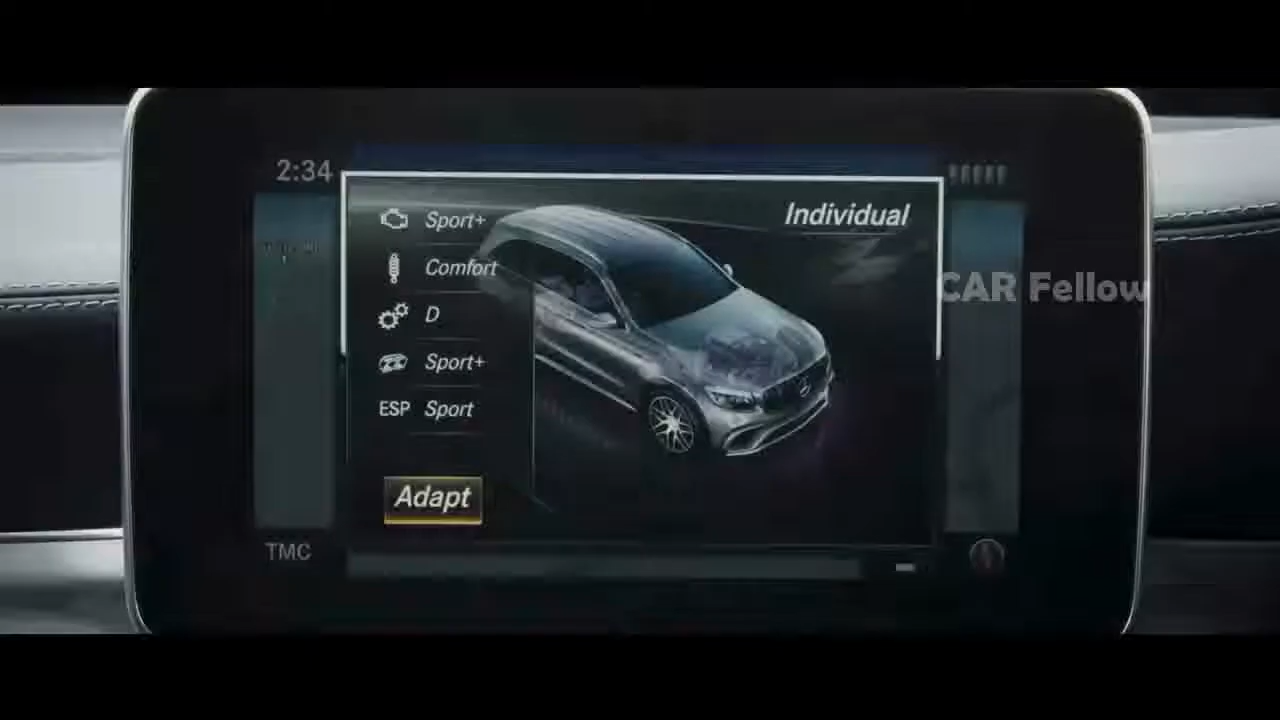 2:34
Individual
Sport+
Comfort
D
Sport+
ESP Sport
Adapt
TMC
CAR Fellow